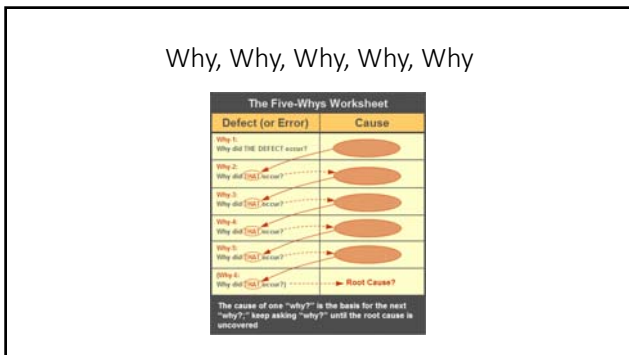 Why, Why, Why, Why, Why
The Five-Whys Worksheet
Defect (or Error) Cause
Why 1:
Why did THE DEFECT occur?
Why 2:
Why did THAT occur?
Why 3:
Why did THAT occur?
Why 4:
Why did THAT occur?
Why 5:
Why did THAT occur?
(Why 6:
Why did THAT occur?) Root Cause?
The cause of one “why?” is the basis for the next
“why?;” keep asking “why?” until the root cause is
uncovered